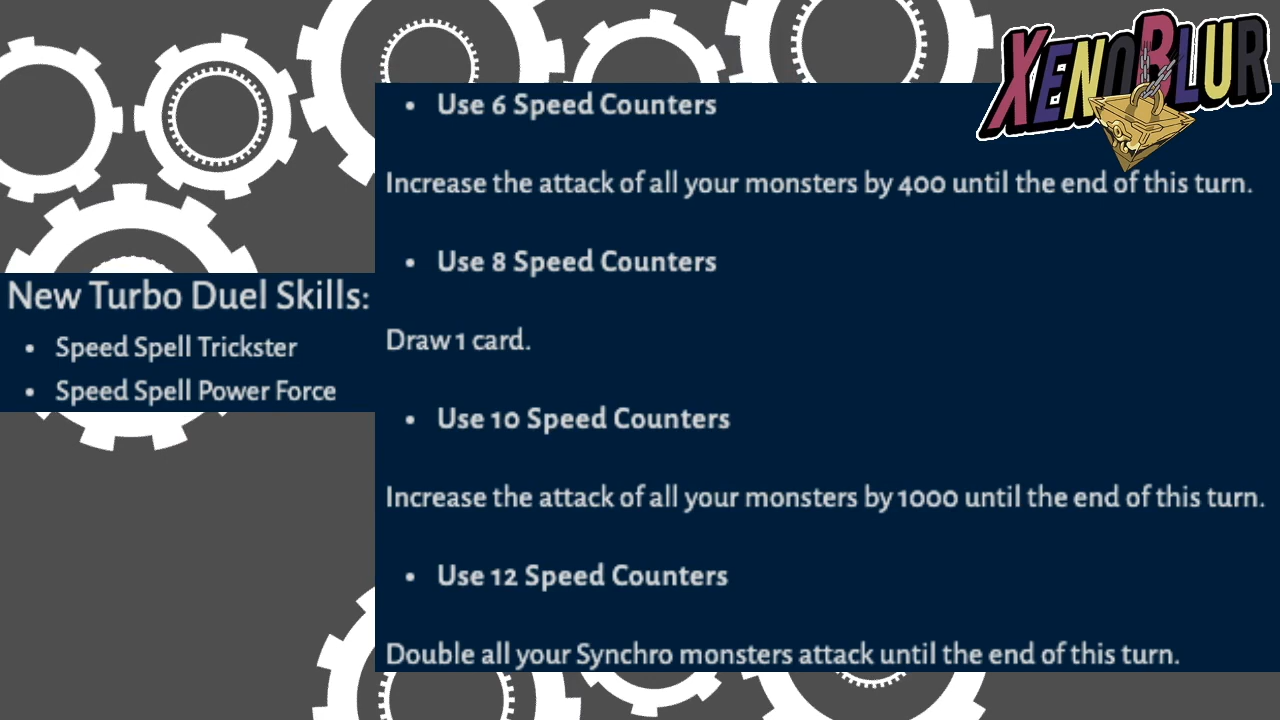 XENOBLUR
New Turbo Duel Skills:
• Speed Spell Trickster
• Speed Spell Power Force
• Use 6 Speed Counters
Increase the attack of all your monsters by 400 until the end of this turn.
• Use 8 Speed Counters
Draw 1 card.
• Use 10 Speed Counters
Increase the attack of all your monsters by 1000 until the end of this turn.
• Use 12 Speed Counters
Double all your Synchro monsters attack until the end of this turn.